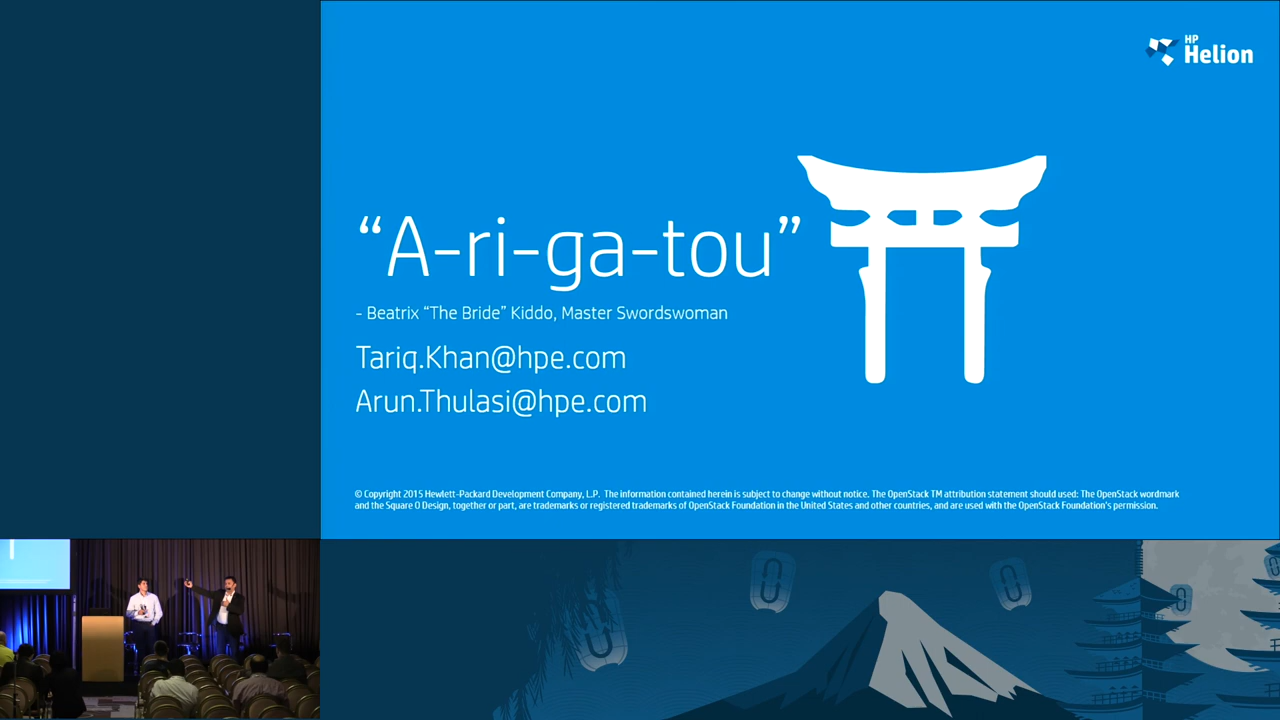 HP
Helion
“A-ri-ga-tou”
- Beatrix “The Bride” Kiddo, Master Swordswoman
Tariq.Khan@hpe.com
Arun.Thulasi@hpe.com
© Copyright 2015 Hewlett-Packard Development Company, L.P. The information contained herein is subject to change without notice. The OpenStack TM attribution statement should used: The OpenStack wordmark
and the Square O Design, together or part, are trademarks or registered trademarks of OpenStack Foundation in the United States and other countries, and are used with the OpenStack Foundation's permission.